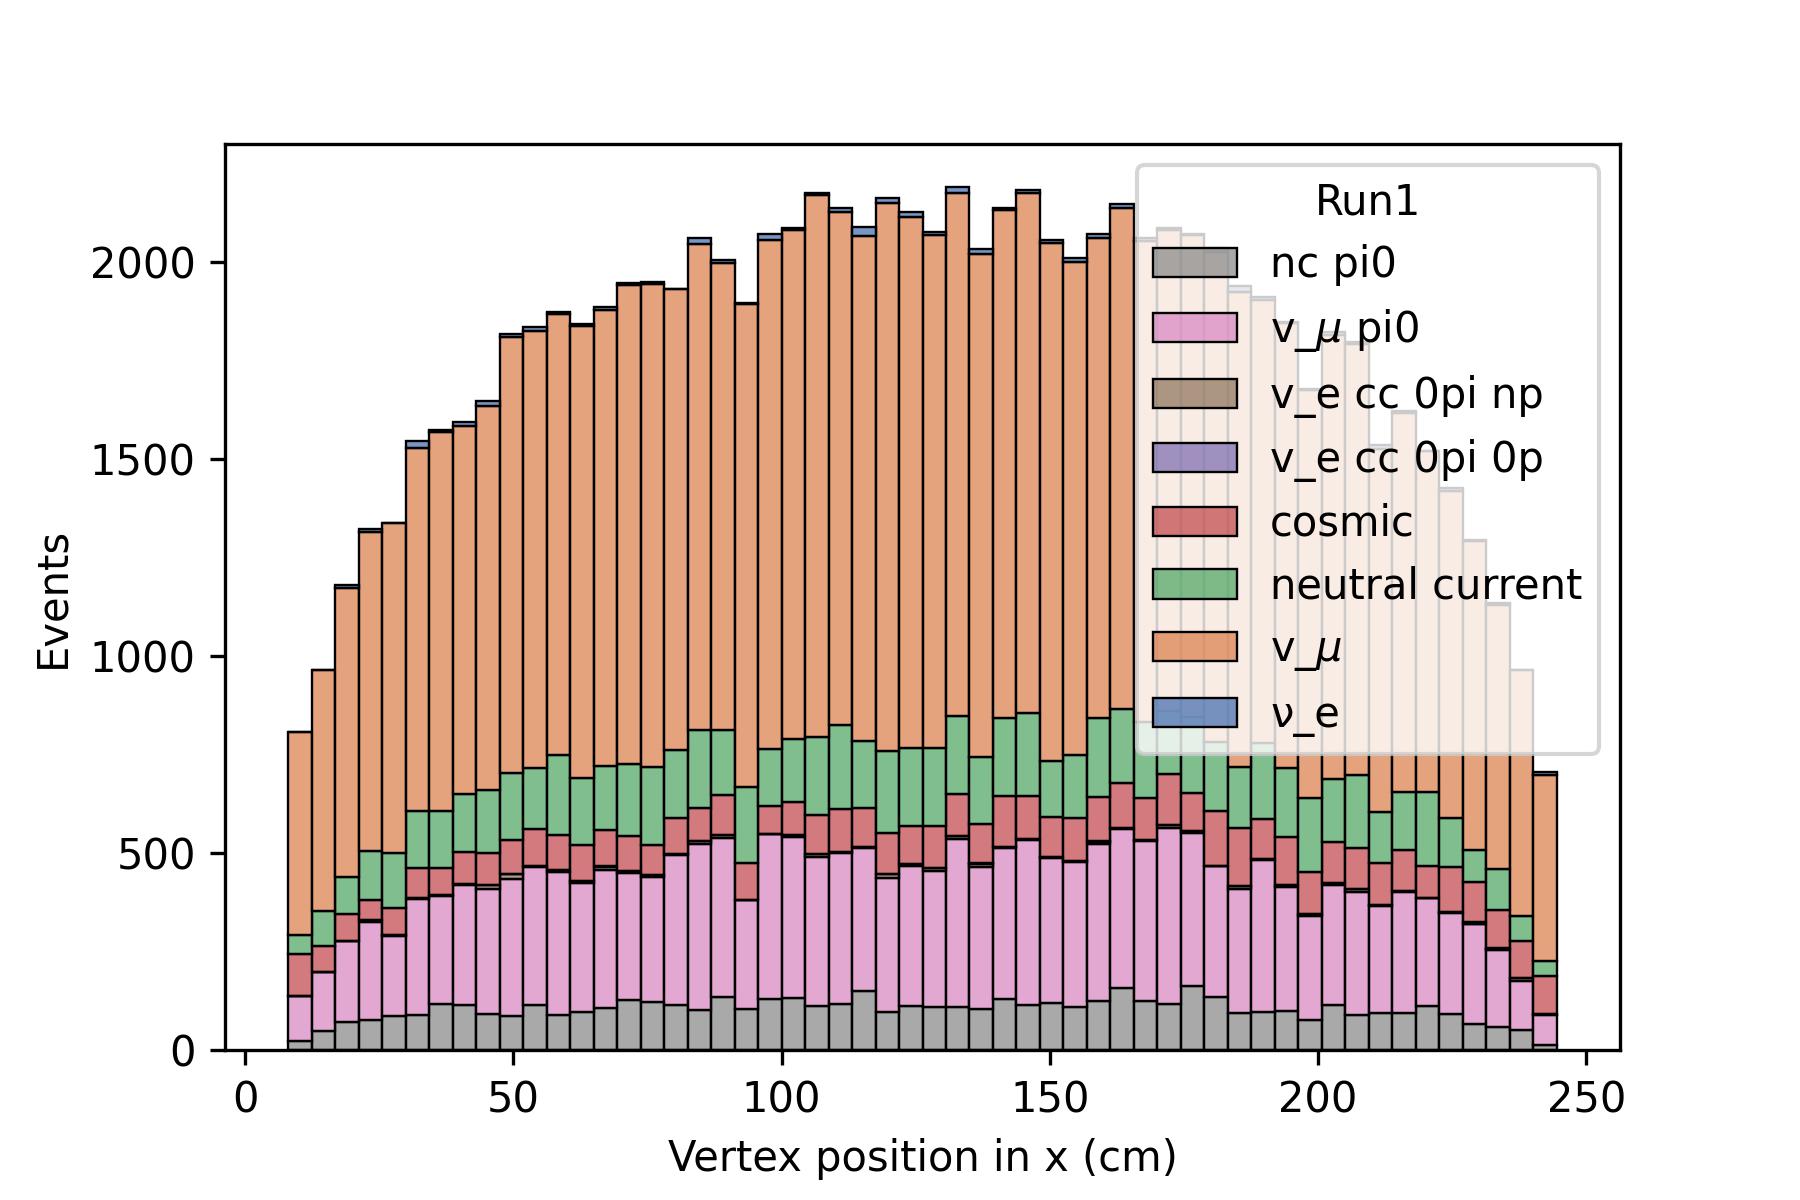 Run1
nc pi0
v_μ pi0
v_e cc 0pi np
v_e cc 0pi 0p
cosmic
neutral current
v_μ
ν_e
Events
2000
1500
1000
500
0
0 50 100 150 200 250
Vertex position in x (cm)